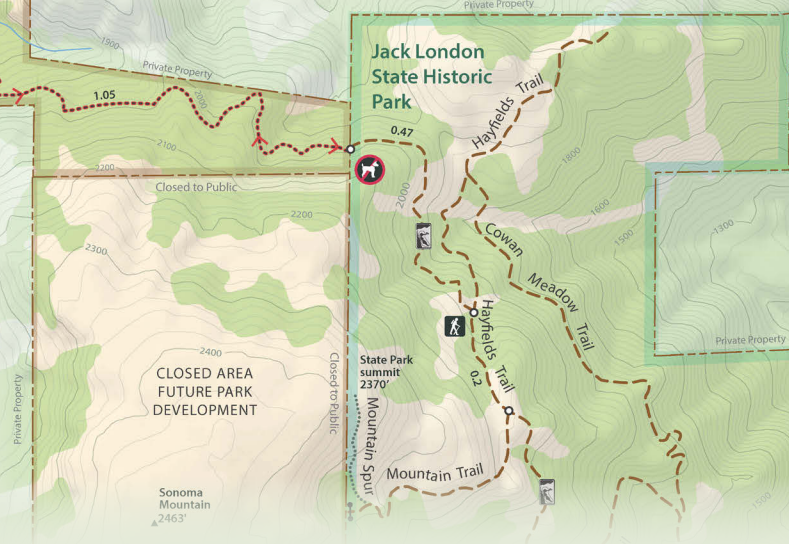 Private Property
1900
Private Property
Jack London
State Historic
Park
Hayfields Trail
1.05
2000
0.47
2100
1800
2200
Closed to Public
2000
2200
1600
1500
1300
Cowan
Meadow Trail
2300
Hayfields Trail
Private Property
2400
State Park
summit
2370'
CLOSED AREA
FUTURE PARK
DEVELOPMENT
Closed to Public
0.2
Private Property
Mountain Spur
Mountain Trail
Sonoma
Mountain
2463'
1500